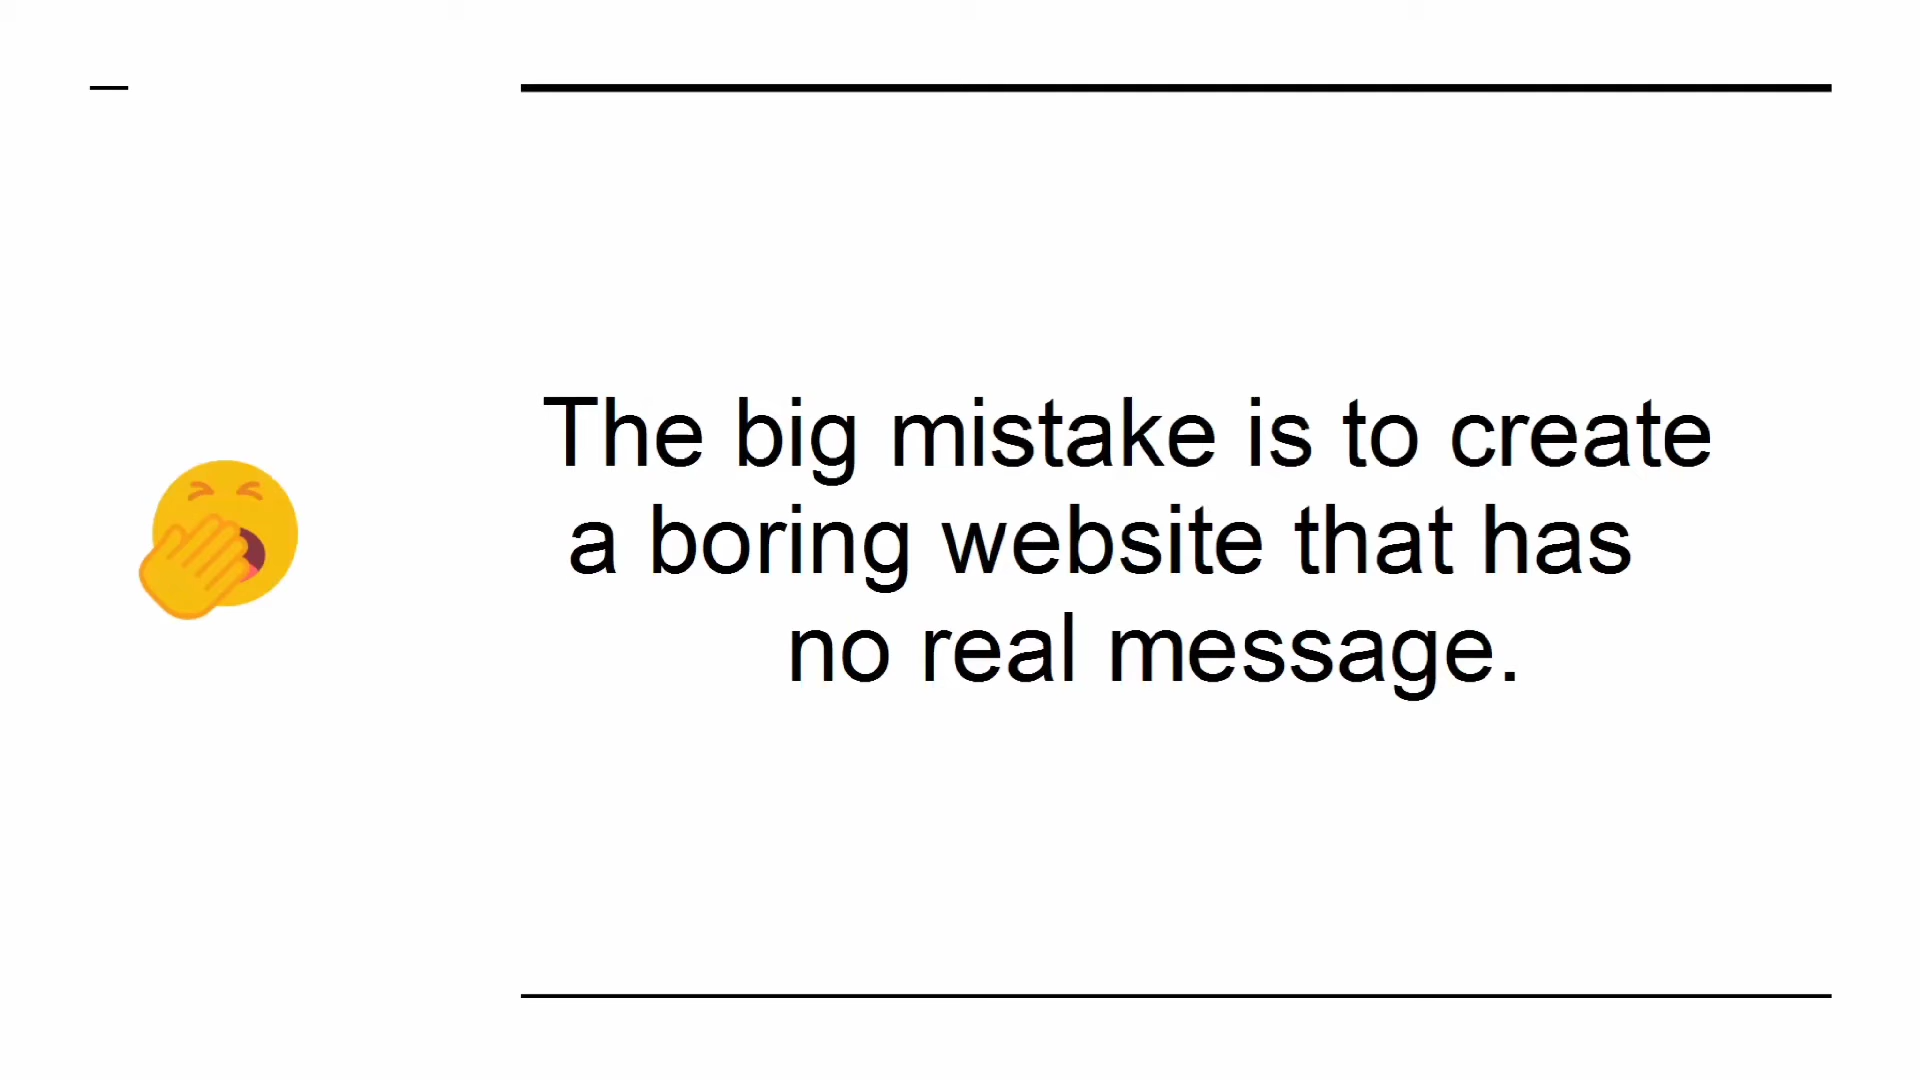 The big mistake is to create
a boring website that has
no real message.